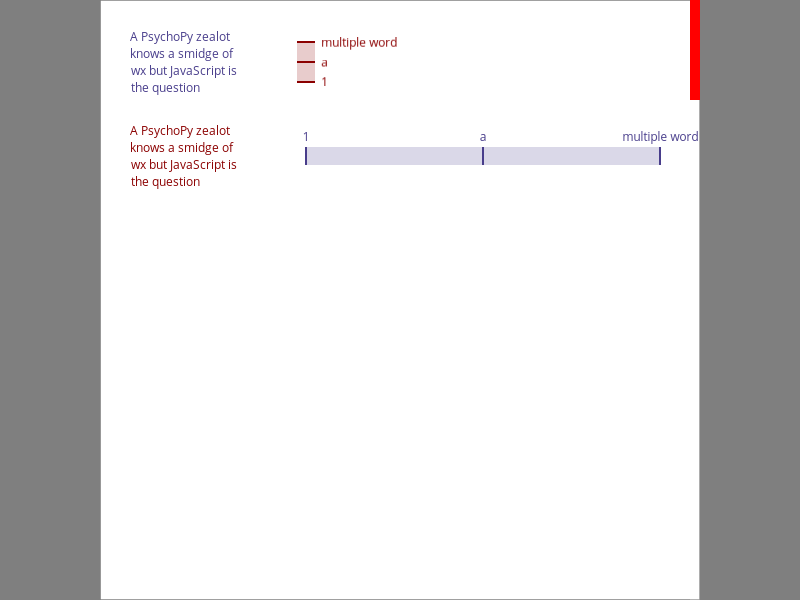 A PsychoPy zealot
knows a smidge of
wx but JavaScript is
the question
multiple word
a
1
A PsychoPy zealot
knows a smidge of
wx but JavaScript is
the question
1 a multiple word